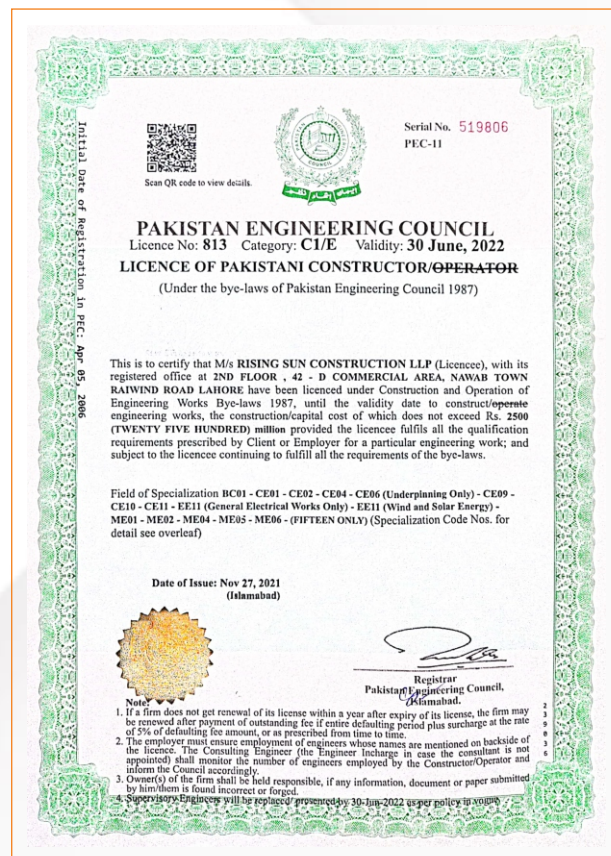 Serial No. 519806
PEC-11
Scan QR code to view details.
COUNCIL
Initial Date of Registration in PEC: Apr 05, 2006
PAKISTAN ENGINEERING COUNCIL
Licence No: 813 Category: C1/E Validity: 30 June, 2022
LICENCE OF PAKISTANI CONSTRUCTOR/OPERATOR
(Under the bye-laws of Pakistan Engineering Council 1987)
This is to certify that M/s RISING SUN CONSTRUCTION LLP (Licencee), with its
registered office at 2ND FLOOR , 42 - D COMMERCIAL AREA, NAWAB TOWN
RAIWIND ROAD LAHORE have been licenced under Construction and Operation of
Engineering Works Bye-laws 1987, until the validity date to construct/operate
engineering works, the construction/capital cost of which does not exceed Rs. 2500
(TWENTY FIVE HUNDRED) million provided the licencee fulfils all the qualification
requirements prescribed by Client or Employer for a particular engineering work; and
subject to the licencee continuing to fulfill all the requirements of the bye-laws.
Field of Specialization BC01 - CE01 - CE02 - CE04 - CE06 (Underpinning Only) - CE09 -
CE10 - CE11 - EE11 (General Electrical Works Only) - EE11 (Wind and Solar Energy) -
ME01 - ME02 - ME04 - ME05 - ME06 - (FIFTEEN ONLY) (Specialization Code Nos. for
detail see overleaf)
Date of Issue: Nov 27, 2021
(Islamabad)
Registrar
Pakistan Engineering Council,
Islamabad.
Note:
1. If a firm does not get renewal of its license within a year after expiry of its license, the firm may
be renewed after payment of outstanding fee if entire defaulting period plus surcharge at the rate
of 5% of defaulting fee amount, or as prescribed from time to time.
2. The employer must ensure employment of engineers whose names are mentioned on backside of
the licence. The Consulting Engineer (the Engineer Incharge in case the consultant is not
appointed) shall monitor the number of engineers employed by the Constructor/Operator and
inform the Council accordingly.
3. Owner(s) of the firm shall be held responsible, if any information, document or paper submitted
by him/them is found incorrect or forged.
4. Supervisory Engineers will be replaced/ presented by 30-Jun-2022 as per policy in vogue